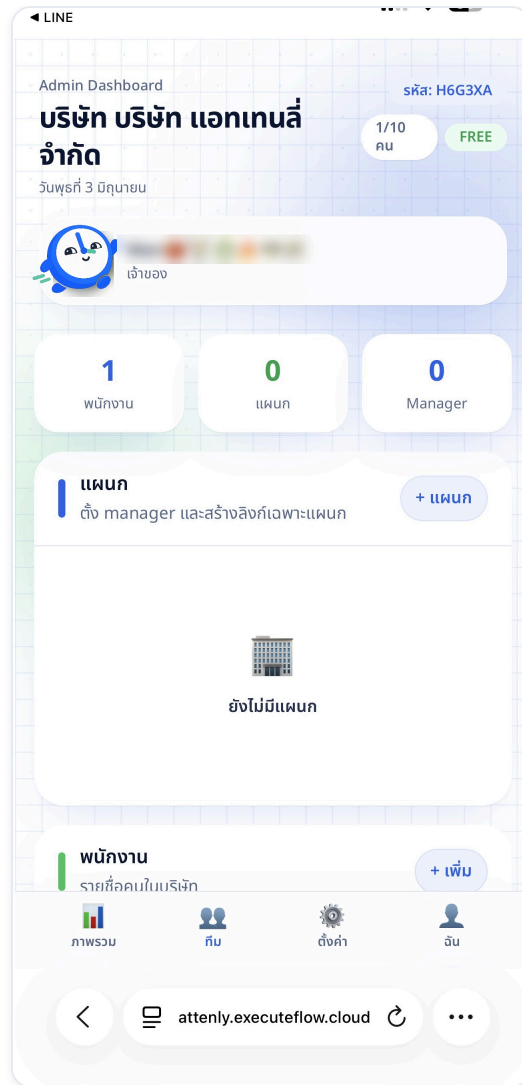 ◀ LINE
Admin Dashboard
รหัส: H6G3XA
บริษัท บริษัท แอทเทนลี่
จำกัด
1/10
คน
FREE
วันพุธที่ 3 มิถุนายน
เจ้าของ
1
พนักงาน
0
แผนก
0
Manager
แผนก
ตั้ง manager และสร้างลิงก์เฉพาะแผนก
+ แผนก
ยังไม่มีแผนก
พนักงาน
รายชื่อคนในบริษัท
+ เพิ่ม
ภาพรวม
ทีม
ตั้งค่า
ฉัน
attenly.executeflow.cloud